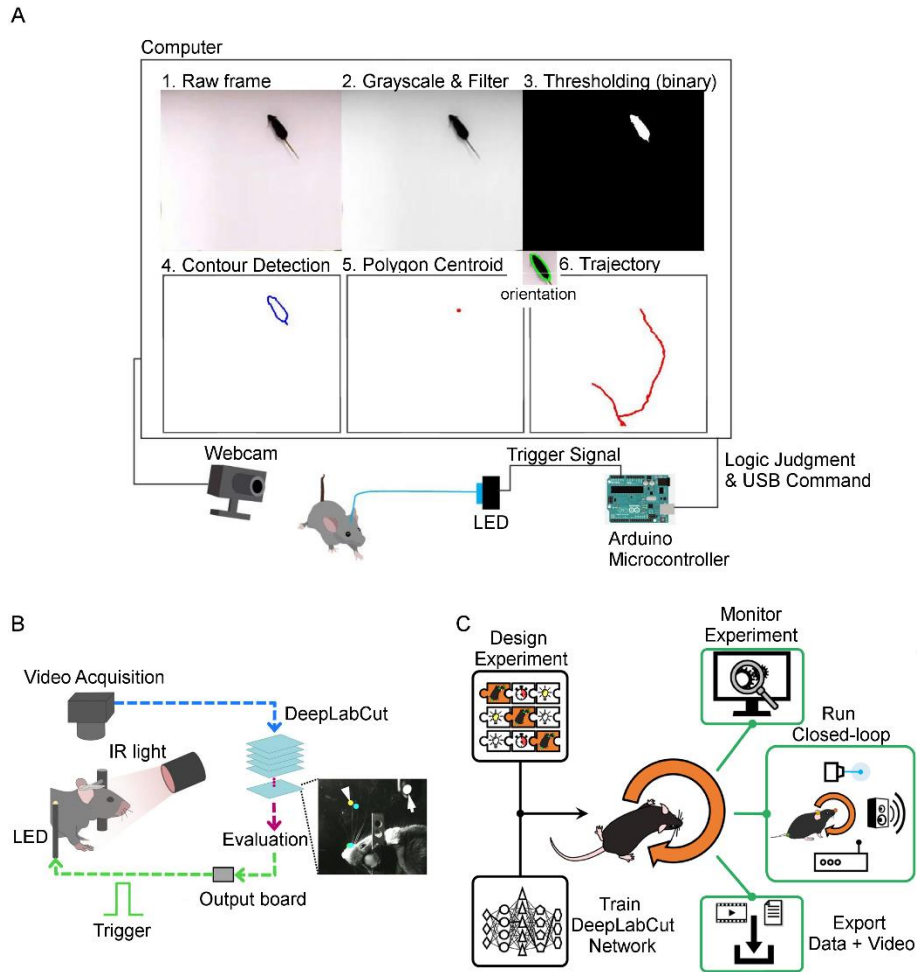 A
Computer
1. Raw frame
2. Grayscale & Filter
3. Thresholding (binary)
4. Contour Detection
5. Polygon Centroid
orientation
6. Trajectory
Webcam
LED
Trigger Signal
Arduino
Microcontroller
Logic Judgment
& USB Command
B
Video Acquisition
DeepLabCut
IR light
LED
Evaluation
Output board
Trigger
C
Design
Experiment
Train
DeepLabCut
Network
Monitor
Experiment
Run
Closed-loop
Export
Data + Video